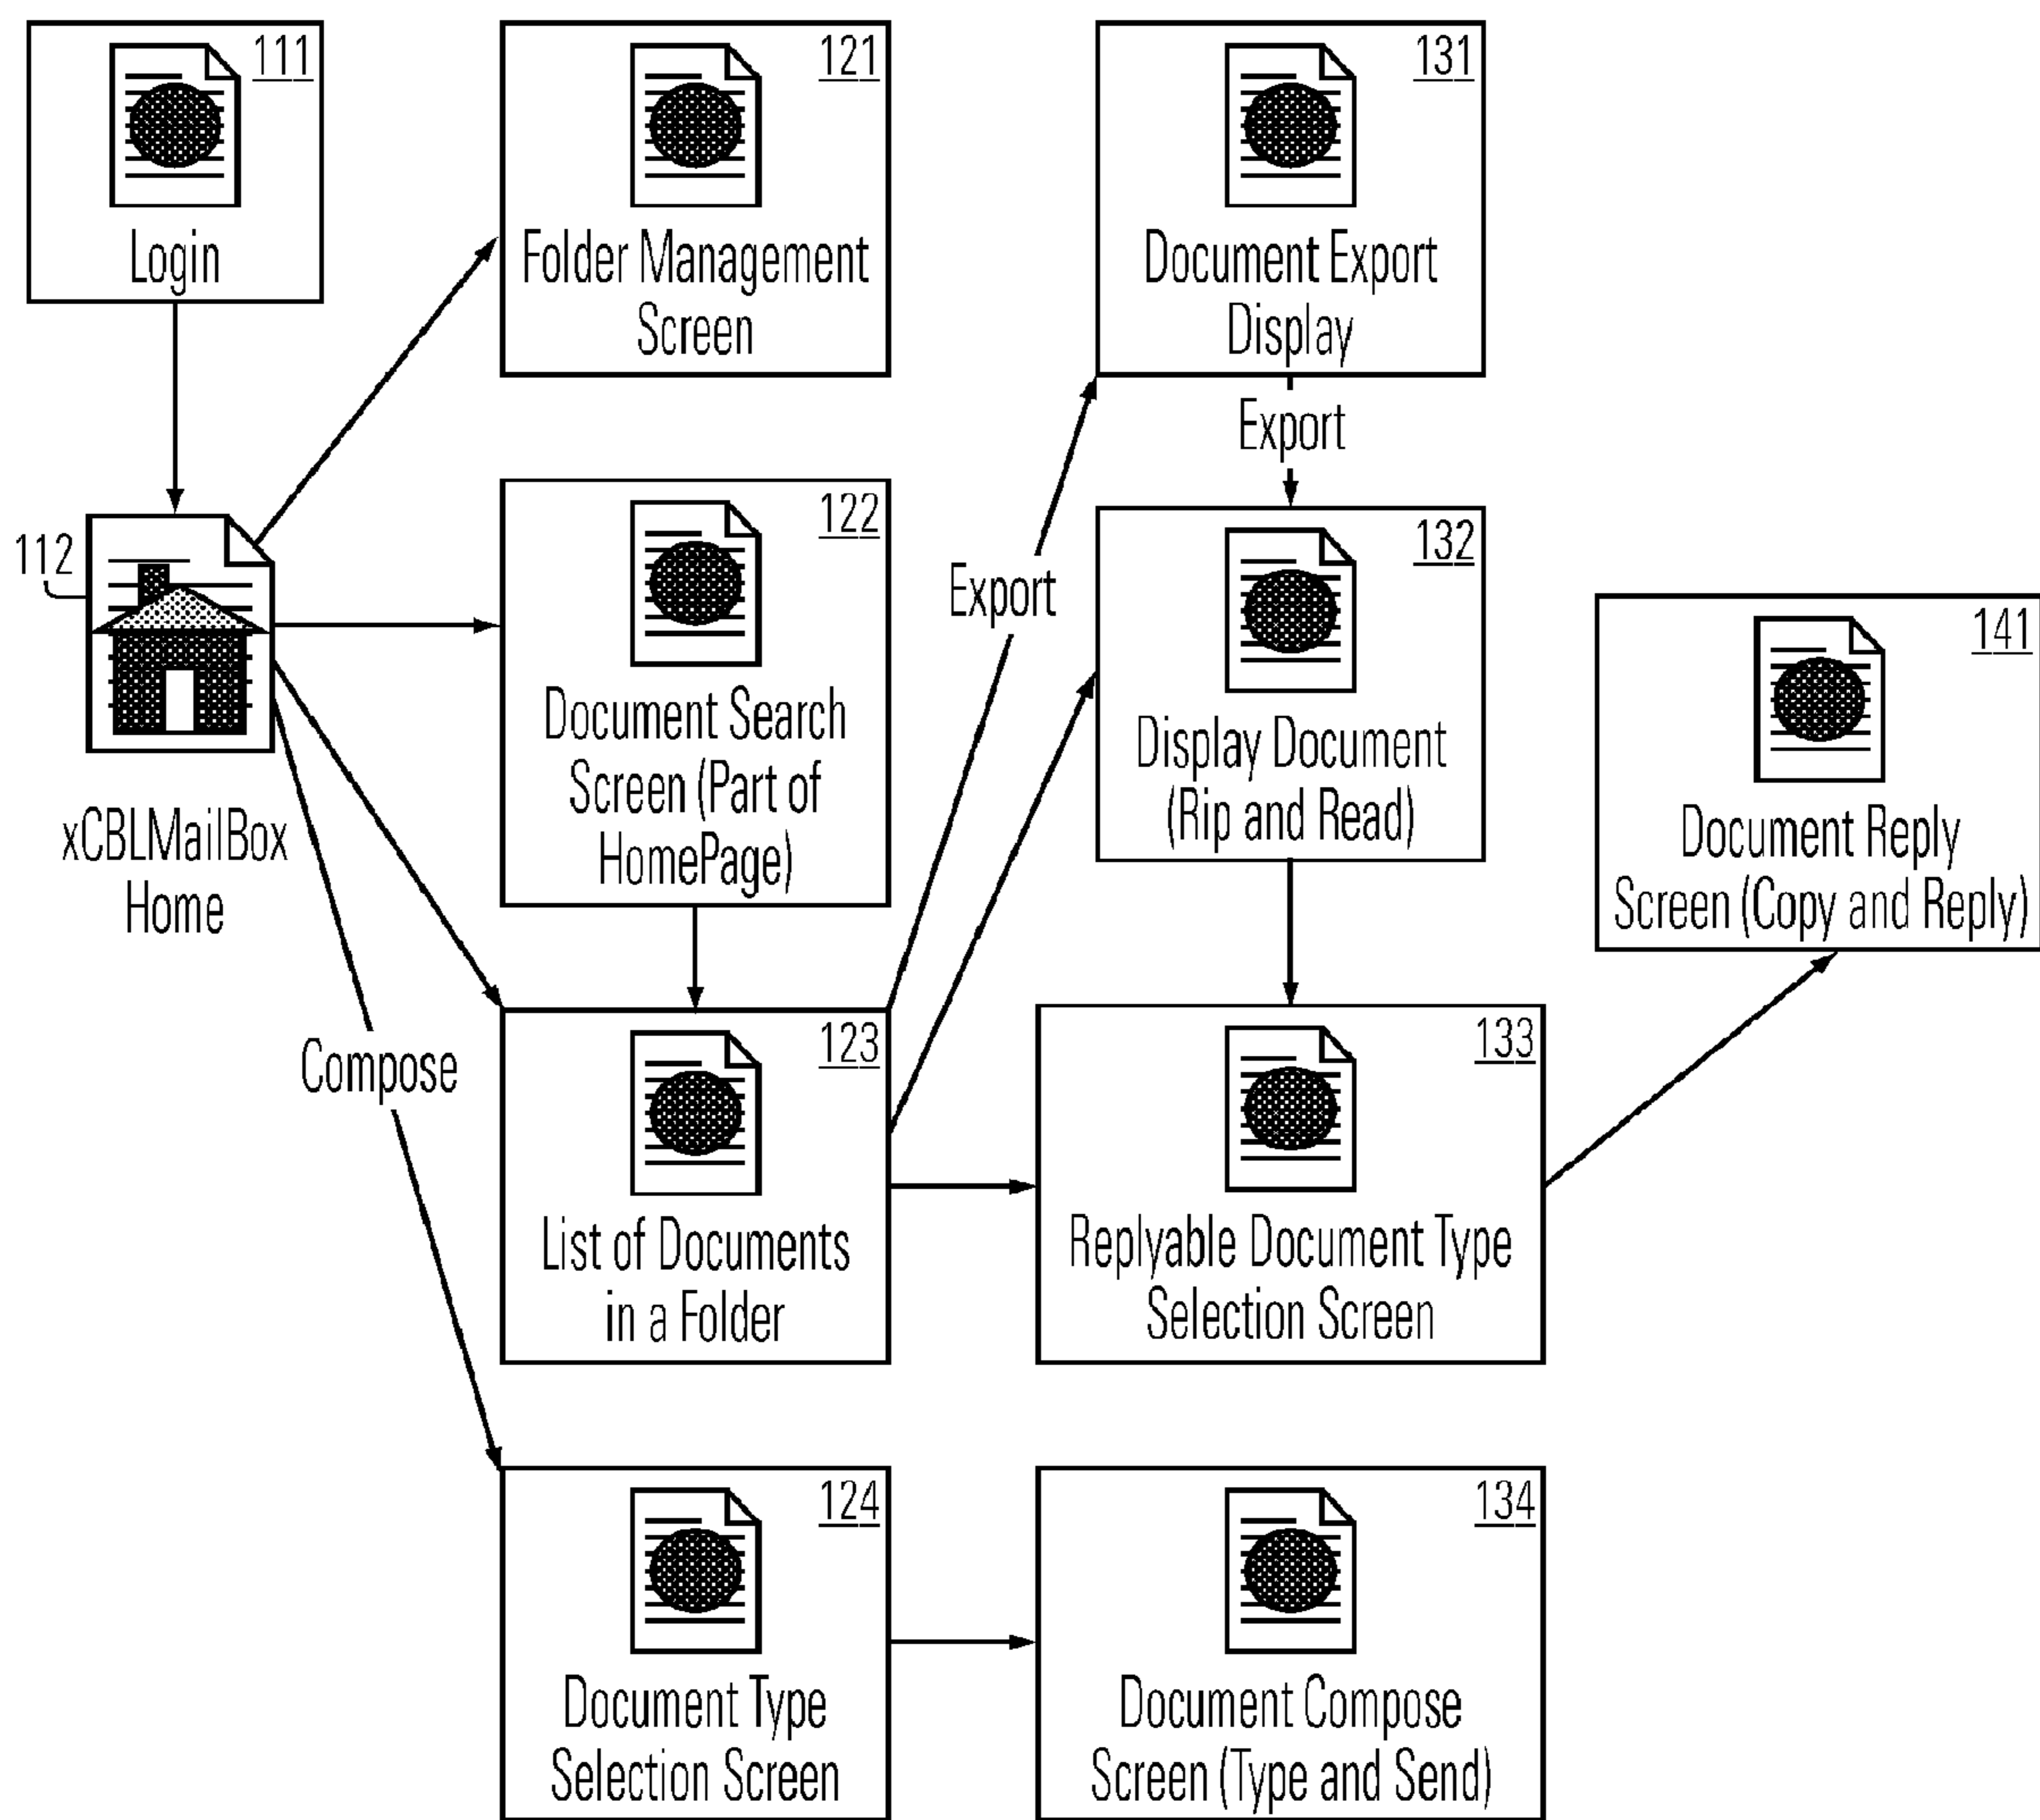 111
Login
112
xCBLMailBox
Home
121
Folder Management
Screen
122
Document Search
Screen (Part of
HomePage)
123
List of Documents
in a Folder
Compose
124
Document Type
Selection Screen
Export
131
Document Export
Display
Export
132
Display Document
(Rip and Read)
133
Replyable Document Type
Selection Screen
134
Document Compose
Screen (Type and Send)
141
Document Reply
Screen (Copy and Reply)